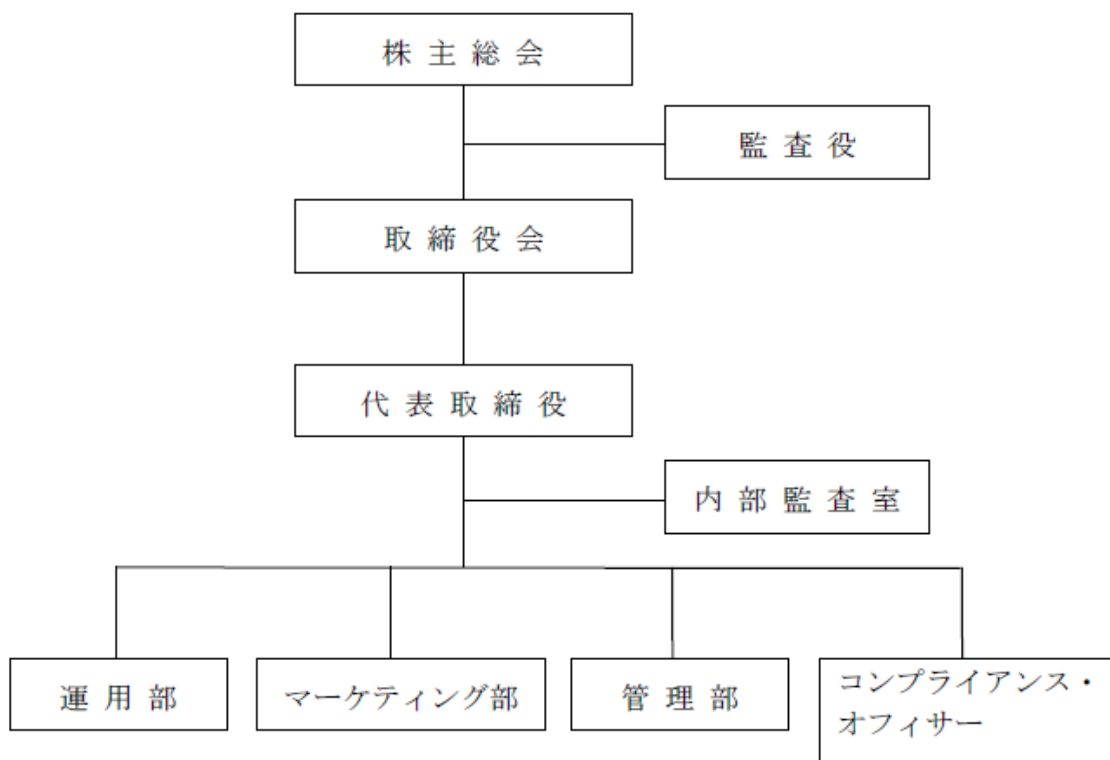 株主総会
監査役
取締役会
代表取締役
内部監査室
運用部
マーケティング部
管理部
コンプライアンス・
オフィサー